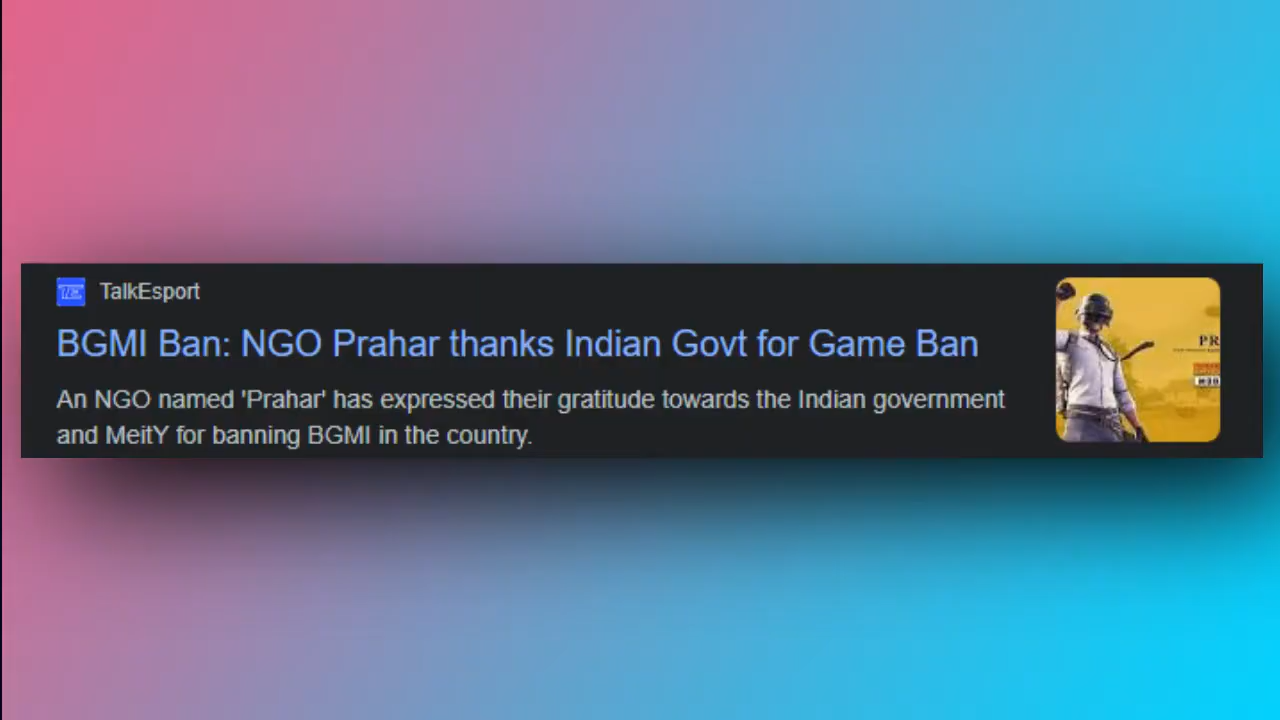 TalkEsport
BGMI Ban: NGO Prahar thanks Indian Govt for Game Ban
An NGO named 'Prahar' has expressed their gratitude towards the Indian government
and MeitY for banning BGMI in the country.
PR